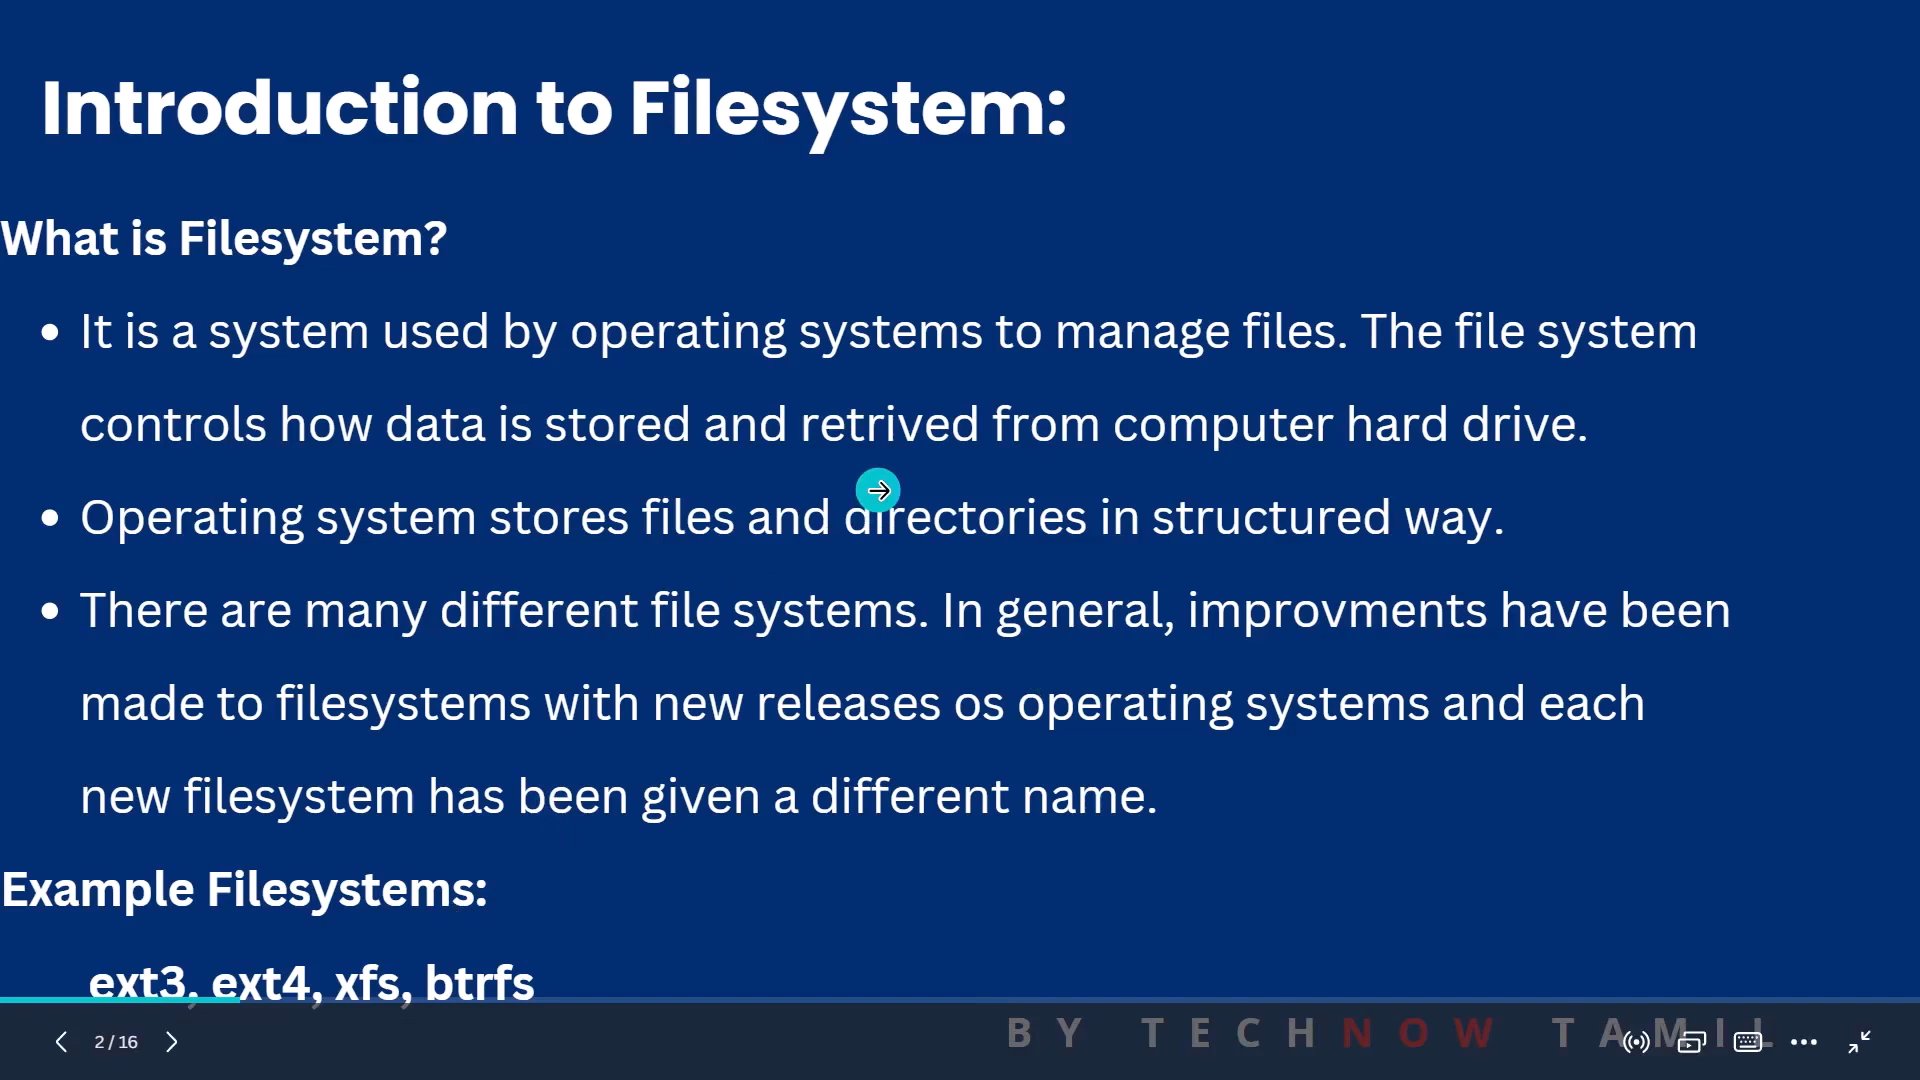 Introduction to Filesystem:
What is Filesystem?
• It is a system used by operating systems to manage files. The file system
controls how data is stored and retrived from computer hard drive.
• Operating system stores files and directories in structured way.
• There are many different file systems. In general, improvments have been
made to filesystems with new releases os operating systems and each
new filesystem has been given a different name.
Example Filesystems:
ext3, ext4, xfs, btrfs
BY TECHNOW TAMIL
2 / 16